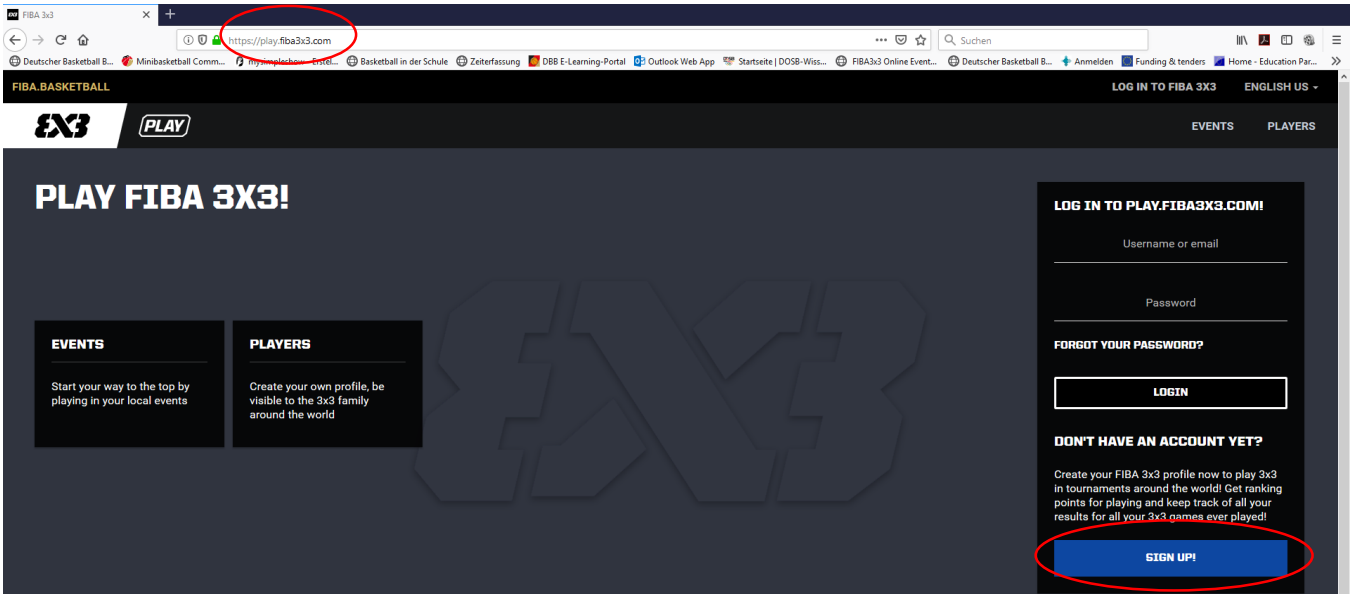 FIBA 3x3
https://play.fiba3x3.com
Suchen
Deutscher Basketball B... Minibasketball Comm... mysimpleshow - Erstel... Basketball in der Schule Zeiterfassung DBB E-Learning-Portal Outlook Web App Startseite | DOSB-Wiss... FIBA3x3 Online Event... Deutscher Basketball B... Anmelden Funding & tenders Home - Education Par...
FIBA.BASKETBALL
LOG IN TO FIBA 3X3 ENGLISH US
3X3 PLAY
EVENTS PLAYERS
PLAY FIBA 3X3!
EVENTS
Start your way to the top by
playing in your local events
PLAYERS
Create your own profile, be
visible to the 3x3 family
around the world
3X3
LOG IN TO PLAY.FIBA3X3.COM!
Username or email
Password
FORGOT YOUR PASSWORD?
LOGIN
DON'T HAVE AN ACCOUNT YET?
Create your FIBA 3x3 profile now to play 3x3
in tournaments around the world! Get ranking
points for playing and keep track of all your
results for all your 3x3 games ever played!
SIGN UP!